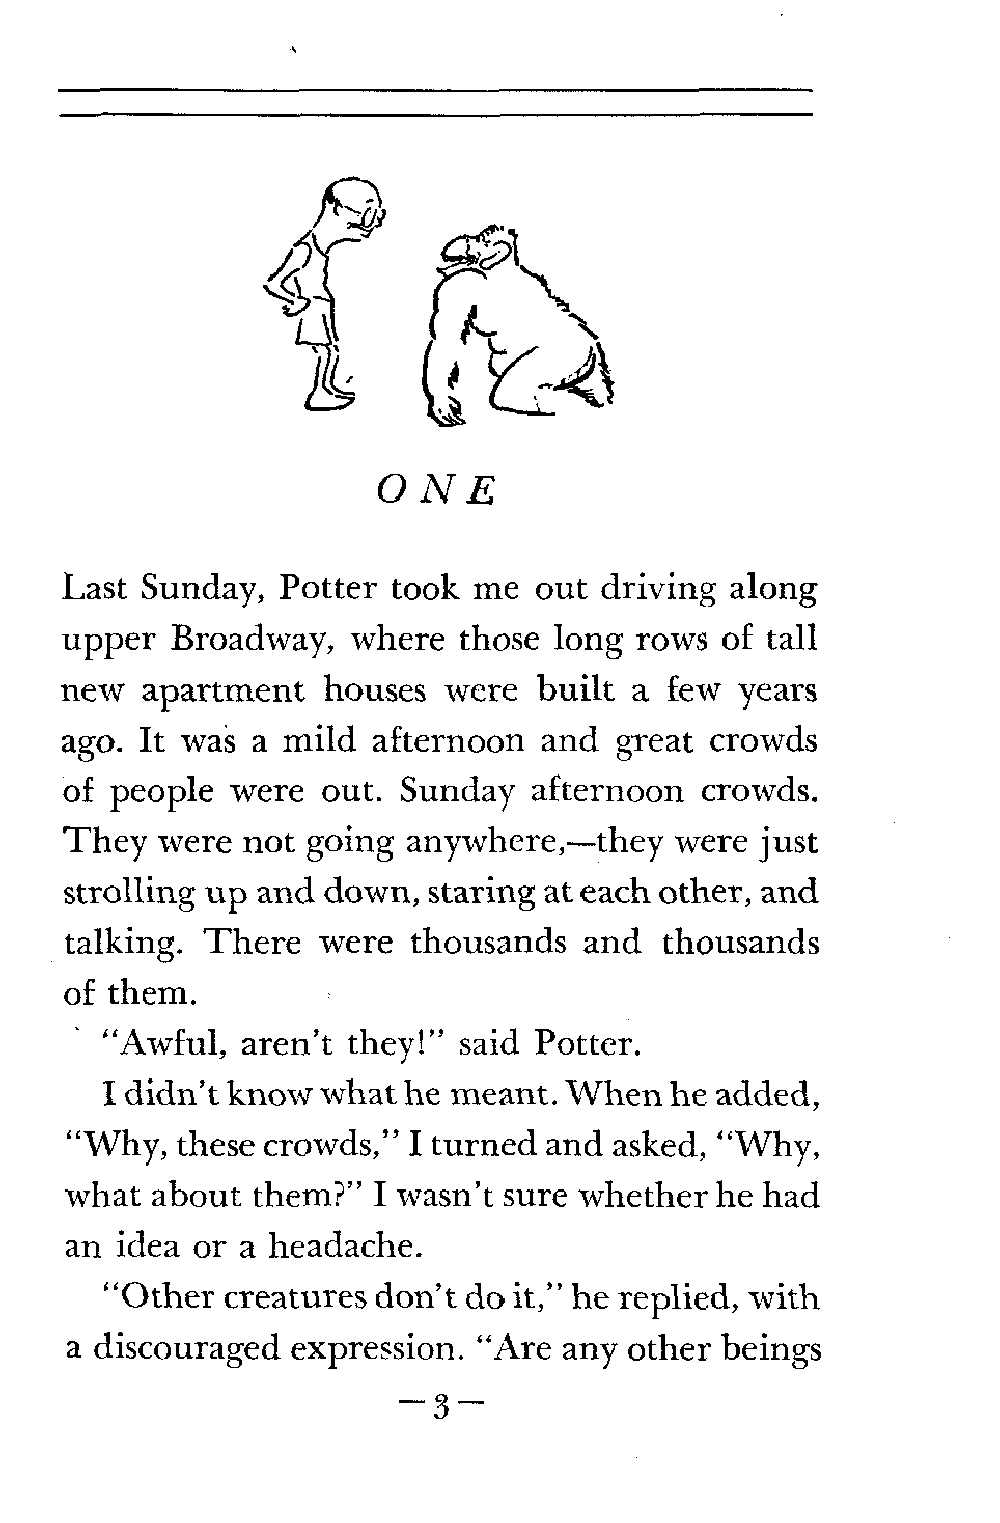 ONE
Last Sunday, Potter took me out driving along
upper Broadway, where those long rows of tall
new apartment houses were built a few years
ago. It was a mild afternoon and great crowds
of people were out. Sunday afternoon crowds.
They were not going anywhere,—they were just
strolling up and down, staring at each other, and
talking. There were thousands and thousands
of them.
“Awful, aren’t they!” said Potter.
I didn’t know what he meant. When he added,
“Why, these crowds,” I turned and asked, “Why,
what about them?” I wasn’t sure whether he had
an idea or a headache.
“Other creatures don’t do it,” he replied, with
a discouraged expression. “Are any other beings
—3—